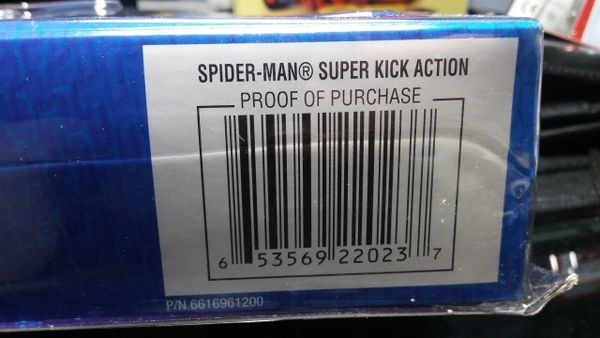 SPIDER-MAN® SUPER KICK ACTION
PROOF OF PURCHASE
6 53569 22023 7
P/N 6616961200